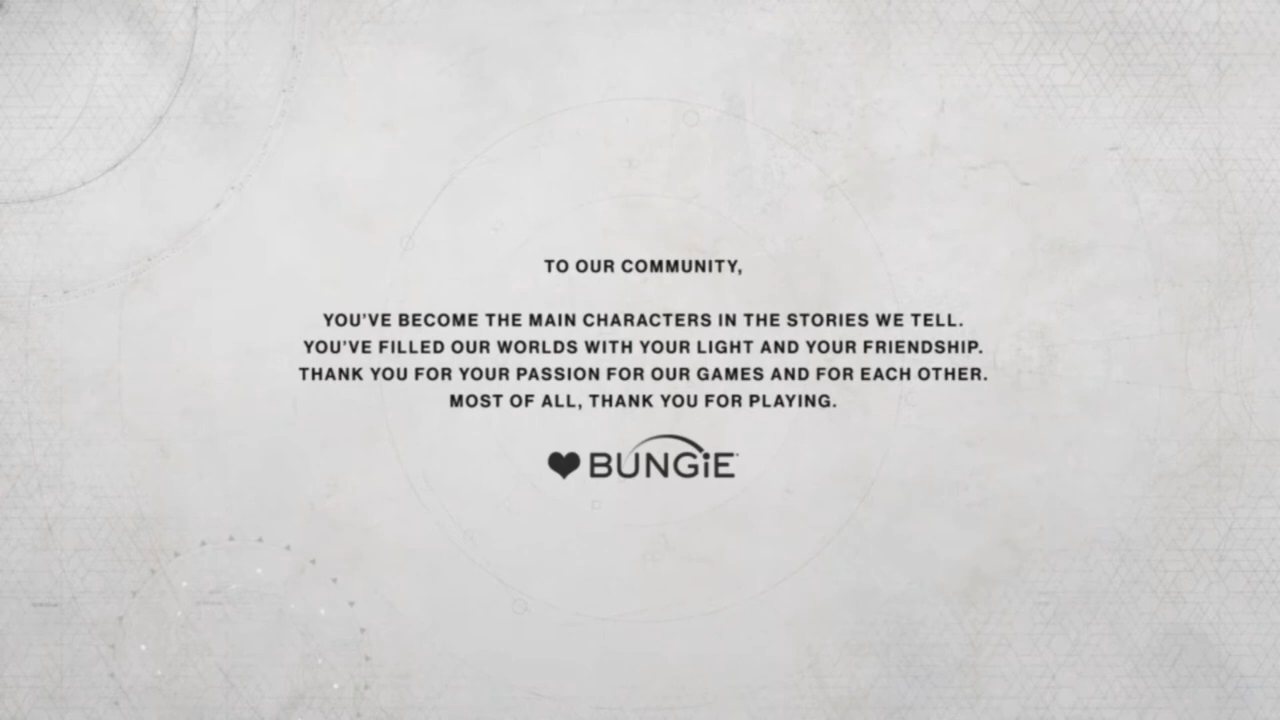 TO OUR COMMUNITY,
YOU'VE BECOME THE MAIN CHARACTERS IN THE STORIES WE TELL.
YOU'VE FILLED OUR WORLDS WITH YOUR LIGHT AND YOUR FRIENDSHIP.
THANK YOU FOR YOUR PASSION FOR OUR GAMES AND FOR EACH OTHER.
MOST OF ALL, THANK YOU FOR PLAYING.
BUNGiE